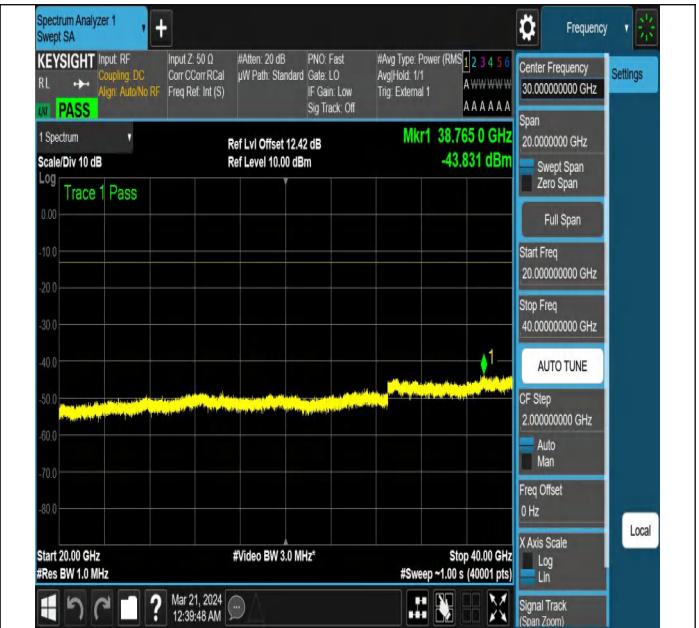 Spectrum Analyzer 1
Swept SA
Frequency
KEYSIGHT
RL
PASS
Input: RF
Coupling: DC
Align: Auto/No RF
Input Z: 50 Ω
Corr CCorr RCal
Freq Ref: Int (S)
#Atten: 20 dB
µW Path: Standard
PNO: Fast
Gate: LO
IF Gain: Low
Sig Track: Off
#Avg Type: Power (RMS
Avg|Hold: 1/1
Trig: External 1
1 2 3 4 5 6
A W W W W W
A A A A A A
1 Spectrum
Scale/Div 10 dB
Ref Lvl Offset 12.42 dB
Ref Level 10.00 dBm
Mkr1 38.765 0 GHz
-43.831 dBm
Log
Trace 1 Pass
0.00
-10.0
-20.0
-30.0
-40.0
-50.0
-60.0
-70.0
-80.0
1
Start 20.00 GHz
#Res BW 1.0 MHz
#Video BW 3.0 MHz*
Stop 40.00 GHz
#Sweep ~1.00 s (40001 pts)
?
Mar 21, 2024
12:39:48 AM
Center Frequency
30.000000000 GHz
Settings
Span
20.0000000 GHz
Swept Span
Zero Span
Full Span
Start Freq
20.000000000 GHz
Stop Freq
40.000000000 GHz
AUTO TUNE
CF Step
2.000000000 GHz
Auto
Man
Freq Offset
0 Hz
X Axis Scale
Log
Lin
Local
Signal Track
(Span Zoom)